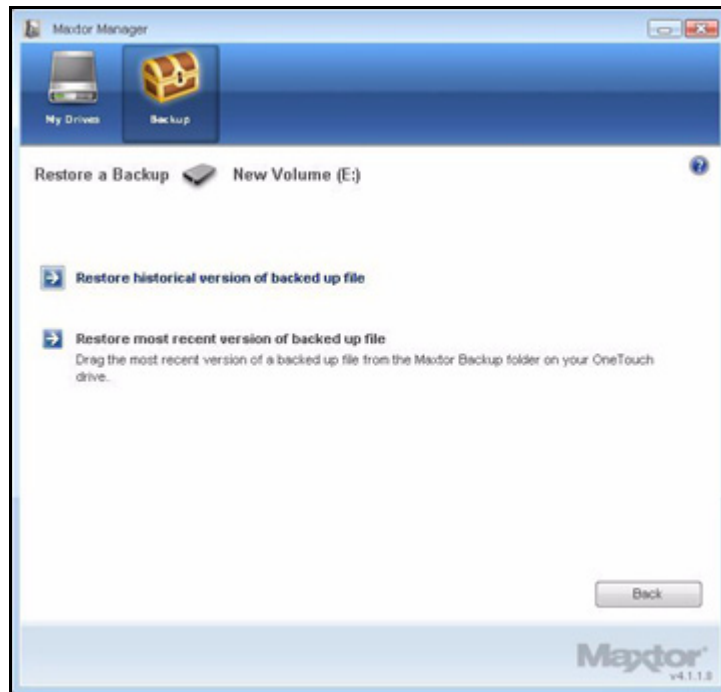 Maxtor Manager
My Drives
Backup
Restore a Backup New Volume (E:)
Restore historical version of backed up file
Restore most recent version of backed up file
Drag the most recent version of a backed up file from the Maxtor Backup folder on your OneTouch
drive.
Back
Maxtor
v4.1.1.8